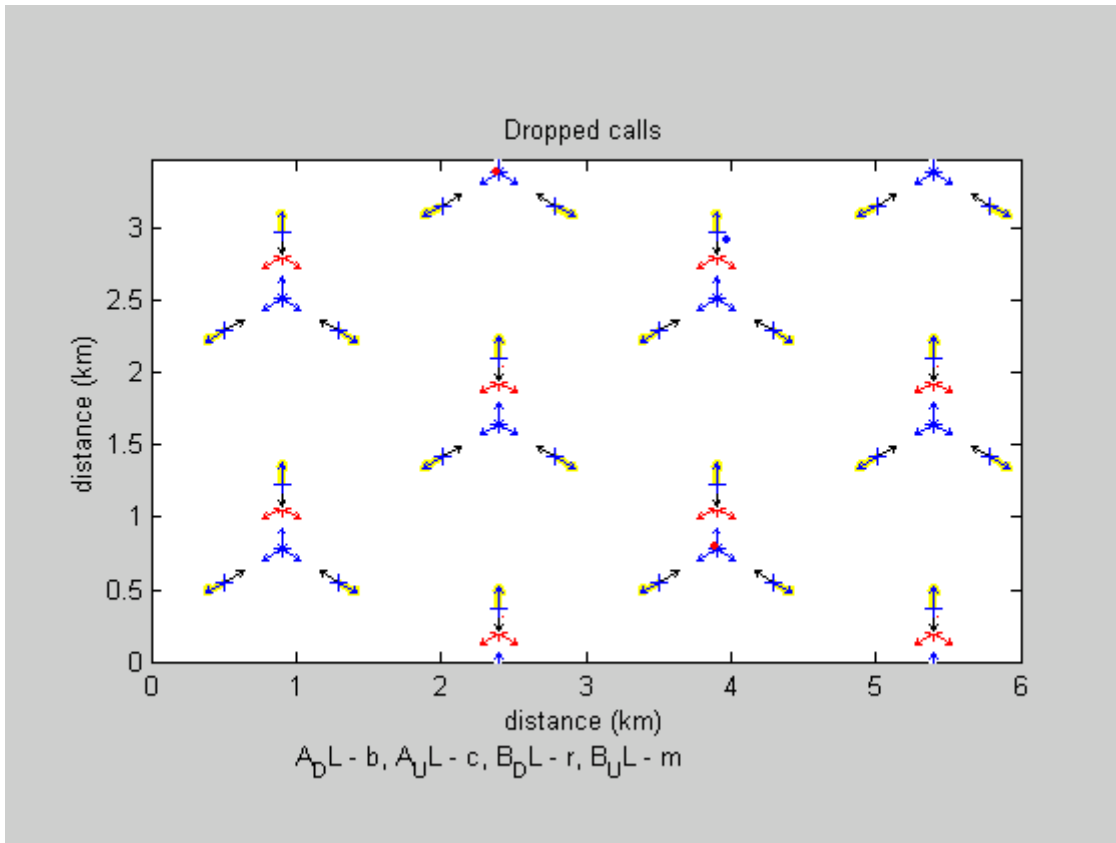 Dropped calls
distance (km)
3
2.5
2
1.5
1
0.5
0
0 1 2 3 4 5 6
distance (km)
A_DL - b, A_UL - c, B_DL - r, B_UL - m